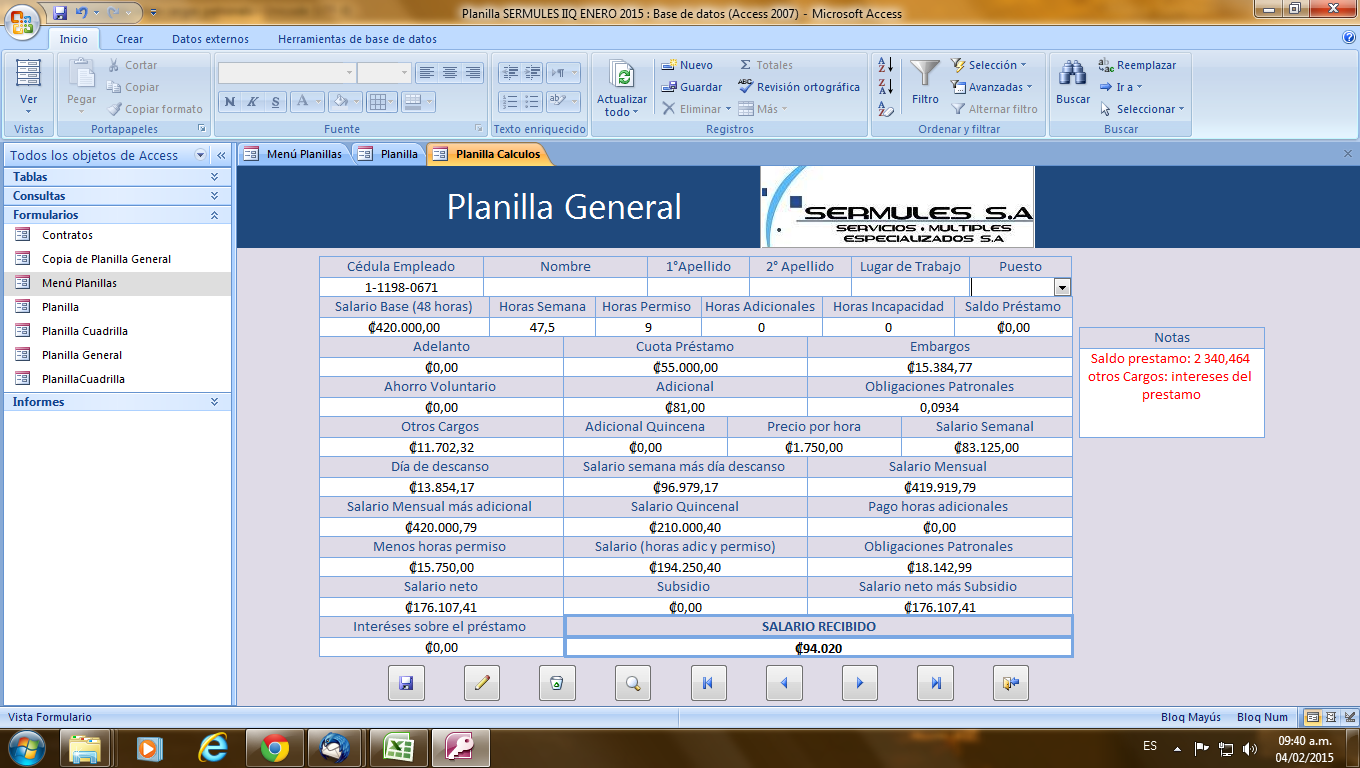 Planilla SERMULES IIQ ENERO 2015 : Base de datos (Access 2007) - Microsoft Access
Inicio Crear Datos externos Herramientas de base de datos
Ver
Vistas
Pegar
Cortar
Copiar
Copiar formato
Portapapeles
N K S A
Fuente
Texto enriquecido
Actualizar todo
Nuevo
Guardar
Eliminar
Totales
Revisión ortográfica
Más
Registros
Filtro
Selección
Avanzadas
Alternar filtro
Ordenar y filtrar
Buscar
Reemplazar
Ir a
Seleccionar
Buscar
Todos los objetos de Access
Tablas
Consultas
Formularios
Contratos
Copia de Planilla General
Menú Planillas
Planilla
Planilla Cuadrilla
Planilla General
PlanillaCuadrilla
Informes
Menú Planillas Planilla Planilla Calculos
Planilla General
SERMULES S.A
SERVICIOS MULTIPLES
ESPECIALIZADOS S.A
Cédula Empleado Nombre 1°Apellido 2° Apellido Lugar de Trabajo Puesto
1-1198-0671
Salario Base (48 horas) Horas Semana Horas Permiso Horas Adicionales Horas Incapacidad Saldo Préstamo
₡420.000,00 47,5 9 0 0 ₡0,00
Adelanto Cuota Préstamo Embargos
₡0,00 ₡55.000,00 ₡15.384,77
Ahorro Voluntario Adicional Obligaciones Patronales
₡0,00 ₡81,00 0,0934
Otros Cargos Adicional Quincena Precio por hora Salario Semanal
₡11.702,32 ₡0,00 ₡1.750,00 ₡83.125,00
Día de descanso Salario semana más día descanso Salario Mensual
₡13.854,17 ₡96.979,17 ₡419.919,79
Salario Mensual más adicional Salario Quincenal Pago horas adicionales
₡420.000,79 ₡210.000,40 ₡0,00
Menos horas permiso Salario (horas adic y permiso) Obligaciones Patronales
₡15.750,00 ₡194.250,40 ₡18.142,99
Salario neto Subsidio Salario neto más Subsidio
₡176.107,41 ₡0,00 ₡176.107,41
Interéses sobre el préstamo SALARIO RECIBIDO
₡0,00 ₡94.020
Notas
Saldo prestamo: 2 340,464
otros Cargos: intereses del
prestamo
Vista Formulario Bloq Mayús Bloq Num
ES 09:40 a.m.
04/02/2015